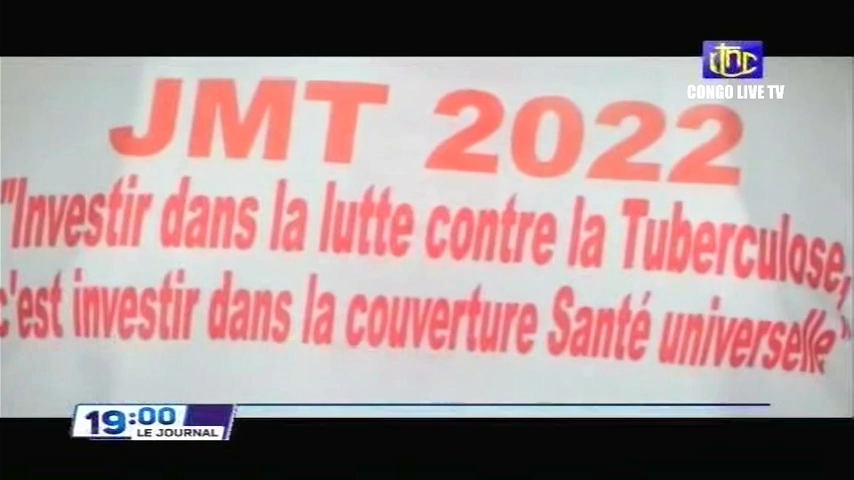 rtnc
CONGO LIVE TV
JMT 2022
"Investir dans la lutte contre la Tuberculose,
c'est investir dans la couverture Santé universelle"
19:00
LE JOURNAL